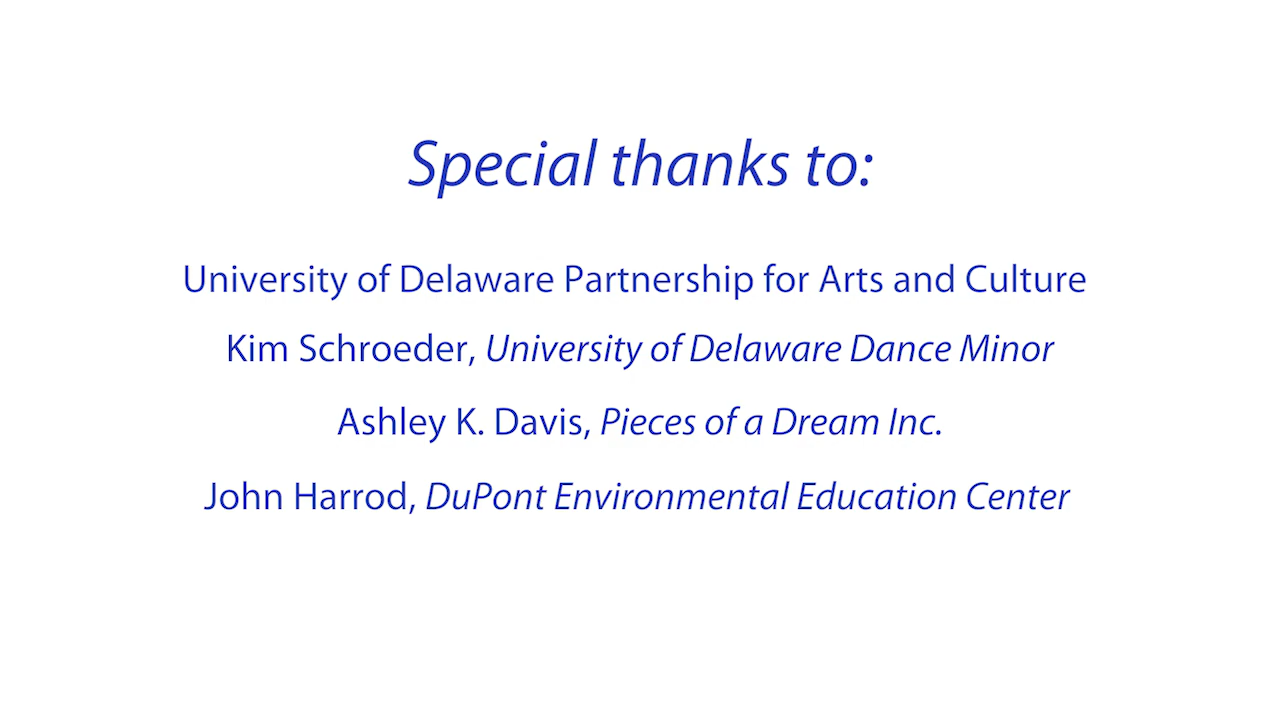 Special thanks to:
University of Delaware Partnership for Arts and Culture
Kim Schroeder, University of Delaware Dance Minor
Ashley K. Davis, Pieces of a Dream Inc.
John Harrod, DuPont Environmental Education Center